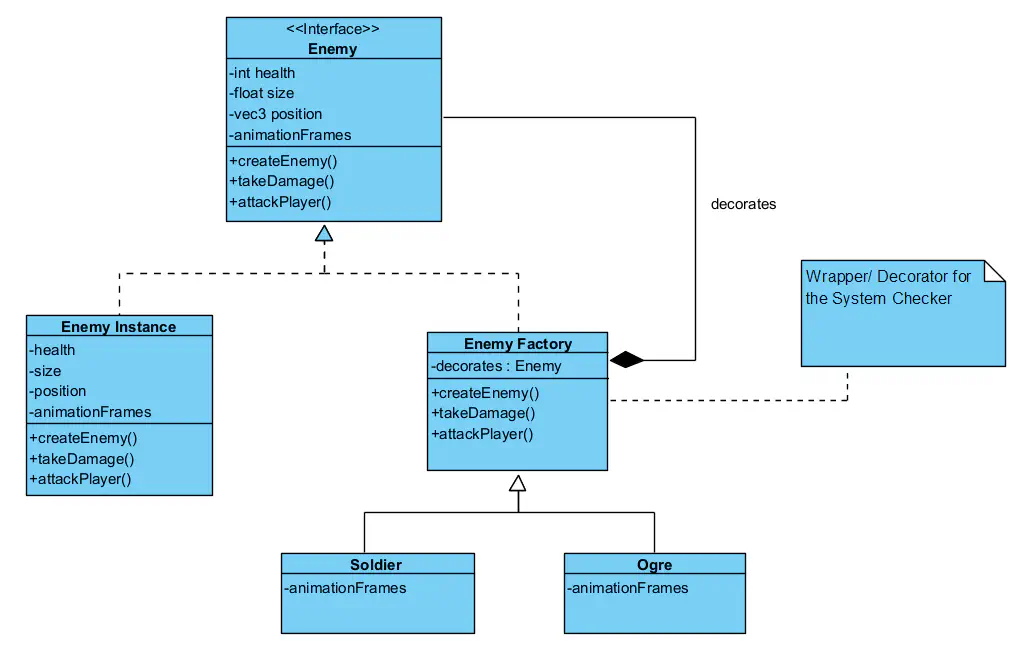 <<Interface>>
Enemy
-int health
-float size
-vec3 position
-animationFrames
+createEnemy()
+takeDamage()
+attackPlayer()
decorates
Wrapper/ Decorator for
the System Checker
Enemy Instance
-health
-size
-position
-animationFrames
+createEnemy()
+takeDamage()
+attackPlayer()
Enemy Factory
-decorates : Enemy
+createEnemy()
+takeDamage()
+attackPlayer()
Soldier
-animationFrames
Ogre
-animationFrames